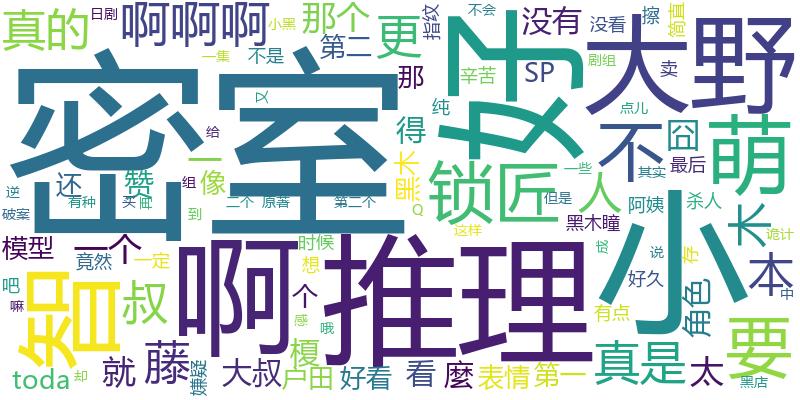 真的
日剧
啊啊啊
小黑
一集
那个
第二
不是
更
指纹
没有
不会
剧组
没看
擦
简直
大野
密室
好
那
SP
辛苦
卖
点儿
又
给
纯
得
不
囧
萌
还
赞
一
像
黑木
锁匠
人
一些
最后
其实
逆
有种
买
组
到
二个
原著
第二个
Q
但是
阿姨
杀人
破案
木
诡计
模型
一个
时候
这样
黑木瞳
成
说
存
本
吧
竟然
一定
想
小
好久
中
嘛
智
叔
啊
推理
个
感
哦
角色
有点
榎
真是
要
toda
却
就
藤
嫌疑
大叔
户田
好看
看
麼
表情
第一
太
黑店